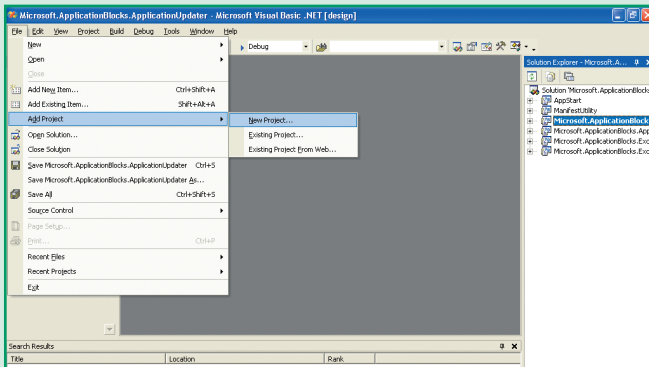 Microsoft.ApplicationBlocks.ApplicationUpdater - Microsoft Visual Basic .NET [design]
File Edit View Project Build Debug Tools Window Help
New
Debug
Open
Close
Add New Item... Ctrl+Shift+A
Add Existing Item... Shift+Alt+A
Add Project
New Project...
Open Solution...
Existing Project...
Close Solution
Existing Project From Web...
Save Microsoft.ApplicationBlocks.ApplicationUpdater Ctrl+S
Save Microsoft.ApplicationBlocks.ApplicationUpdater As...
Save All Ctrl+Shift+S
Source Control
Page Setup...
Print... Ctrl+P
Recent Files
Recent Projects
Exit
Solution Explorer - Microsoft.A...
Solution 'Microsoft.ApplicationBlocks
AppStart
ManifestUtility
Microsoft.ApplicationBlock
Microsoft.ApplicationBlocks.App
Microsoft.ApplicationBlocks.Exc
Microsoft.ApplicationBlocks.Exc
Search Results
Title Location Rank